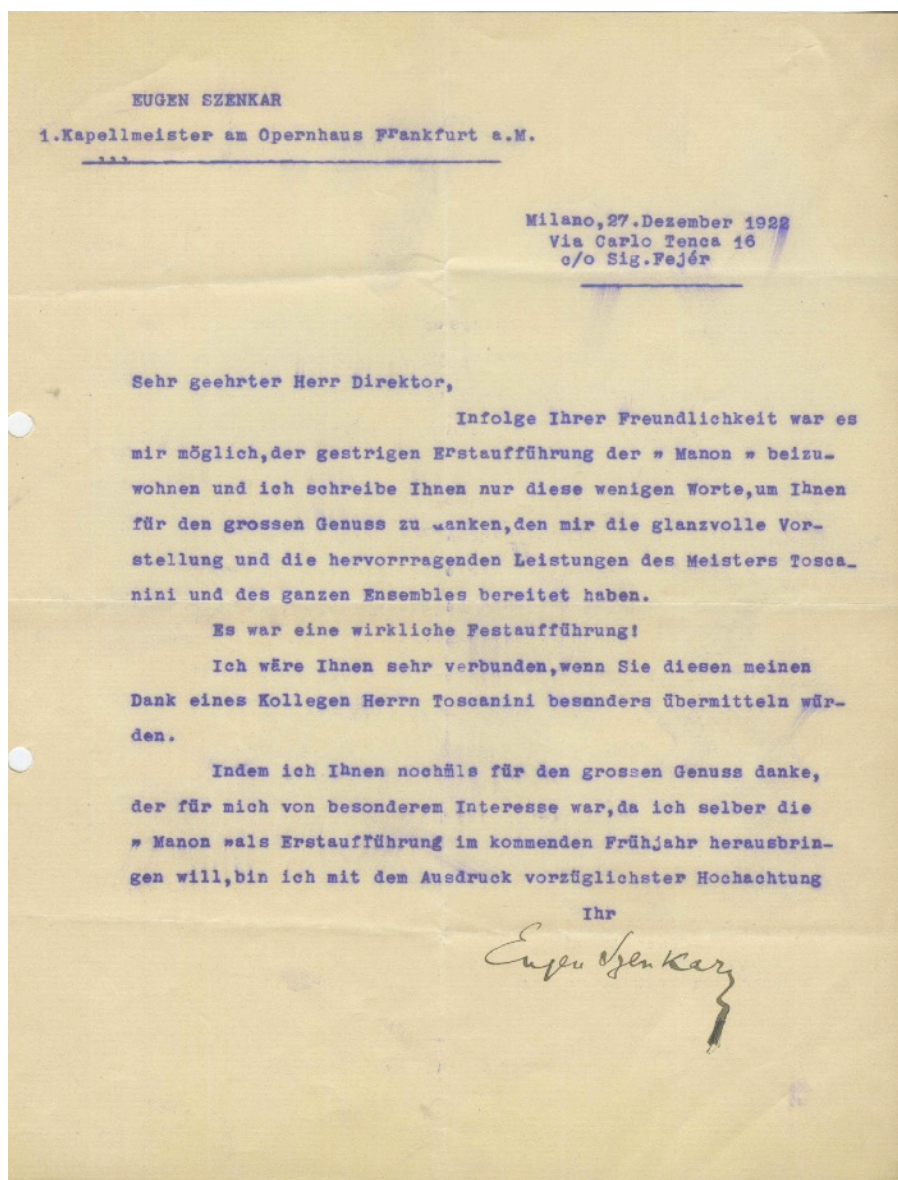 EUGEN SZENKAR
1.Kapellmeister am Opernhaus Frankfurt a.M.
Milano,27.Dezember 1922
Via Carlo Tenca 16
c/o Sig.Fejér
Sehr geehrter Herr Direktor,
Infolge Ihrer Freundlichkeit war es
mir möglich,der gestrigen Erstaufführung der " Manon " beizu-
wohnen und ich schreibe Ihnen nur diese wenigen Worte,um Ihnen
für den grossen Genuss zu danken,den mir die glanzvolle Vor-
stellung und die hervorrragenden Leistungen des Meisters Tosca_
nini und des ganzen Ensembles bereitet haben.
Es war eine wirkliche Festaufführung!
Ich wäre Ihnen sehr verbunden,wenn Sie diesen meinen
Dank eines Kollegen Herrn Toscanini besonders übermitteln wür-
den.
Indem ich Ihnen nochmals für den grossen Genuss danke,
der für mich von besonderem Interesse war,da ich selber die
" Manon "als Erstaufführung im kommenden Frühjahr herausbrin-
gen will,bin ich mit dem Ausdruck vorzüglichster Hochachtung
Ihr
Eugen Szenkar